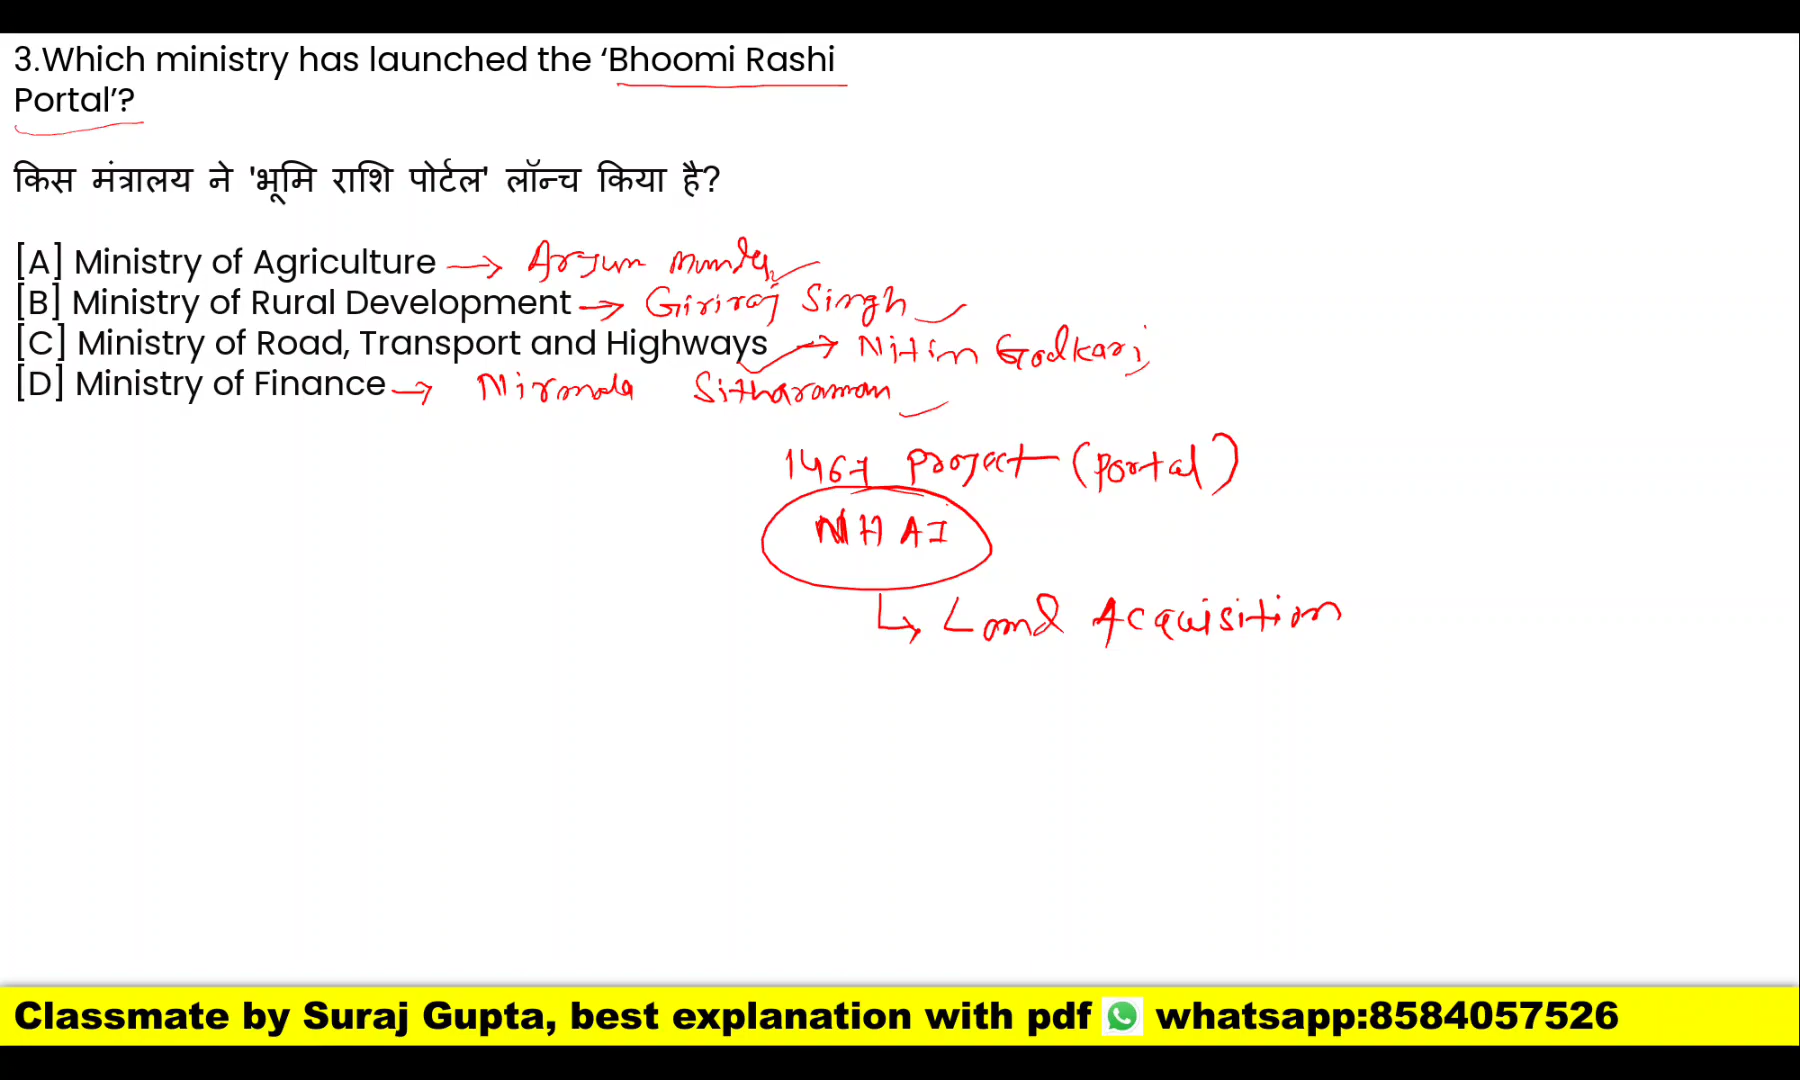 3.Which ministry has launched the ‘Bhoomi Rashi
Portal’?
किस मंत्रालय ने 'भूमि राशि पोर्टल' लॉन्च किया है?
[A] Ministry of Agriculture → Arjun Munda
[B] Ministry of Rural Development → Giriraj Singh
[C] Ministry of Road, Transport and Highways → Nitin Gadkari
[D] Ministry of Finance → Nirmala Sitharaman
1467 Project (Portal)
NHAI
↳ Land Acquisition
Classmate by Suraj Gupta, best explanation with pdf whatsapp:8584057526